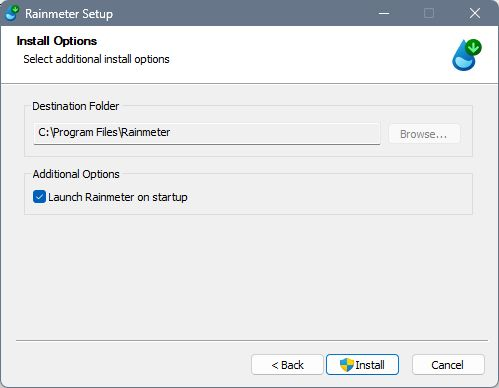 Rainmeter Setup
Install Options
Select additional install options
Destination Folder
C:\Program Files\Rainmeter
Browse...
Additional Options
Launch Rainmeter on startup
< Back
Install
Cancel